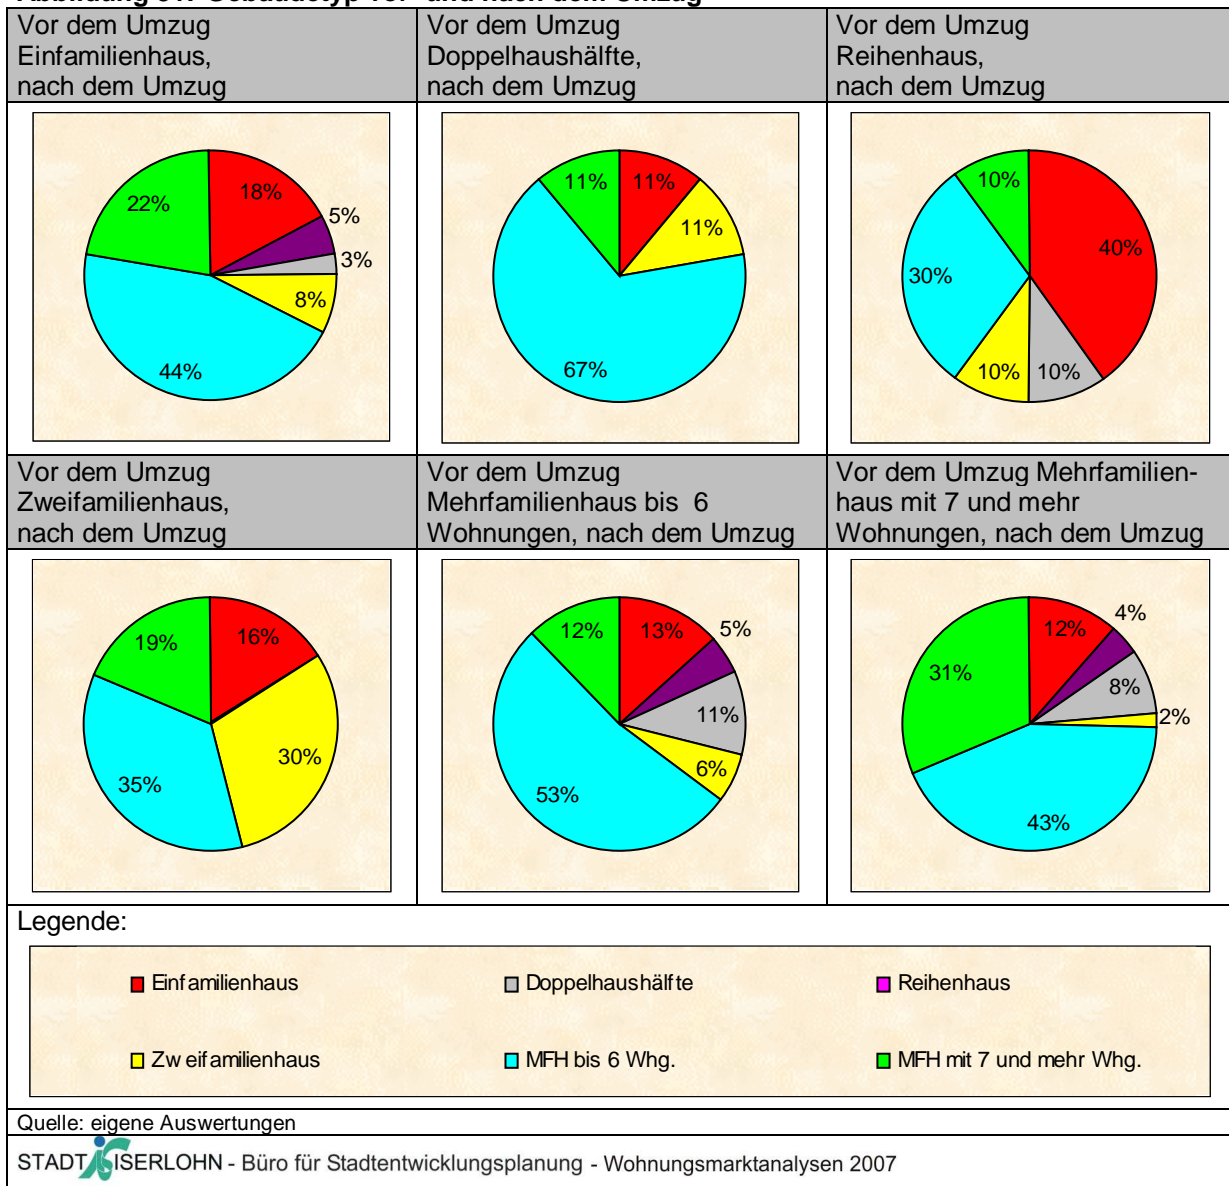 Vor dem Umzug
Einfamilienhaus,
nach dem Umzug
Vor dem Umzug
Doppelhaushälfte,
nach dem Umzug
Vor dem Umzug
Reihenhaus,
nach dem Umzug
18%
5%
3%
8%
44%
22%
11%
11%
67%
11%
40%
10%
10%
30%
10%
Vor dem Umzug
Zweifamilienhaus,
nach dem Umzug
Vor dem Umzug
Mehrfamilienhaus bis 6
Wohnungen, nach dem Umzug
Vor dem Umzug Mehrfamilien-
haus mit 7 und mehr
Wohnungen, nach dem Umzug
16%
30%
35%
19%
13%
5%
11%
6%
53%
12%
12%
4%
8%
2%
43%
31%
Legende:
Einfamilienhaus
Doppelhaushälfte
Reihenhaus
Zweifamilienhaus
MFH bis 6 Whg.
MFH mit 7 und mehr Whg.
Quelle: eigene Auswertungen
STADT ISERLOHN - Büro für Stadtentwicklungsplanung - Wohnungsmarktanalysen 2007